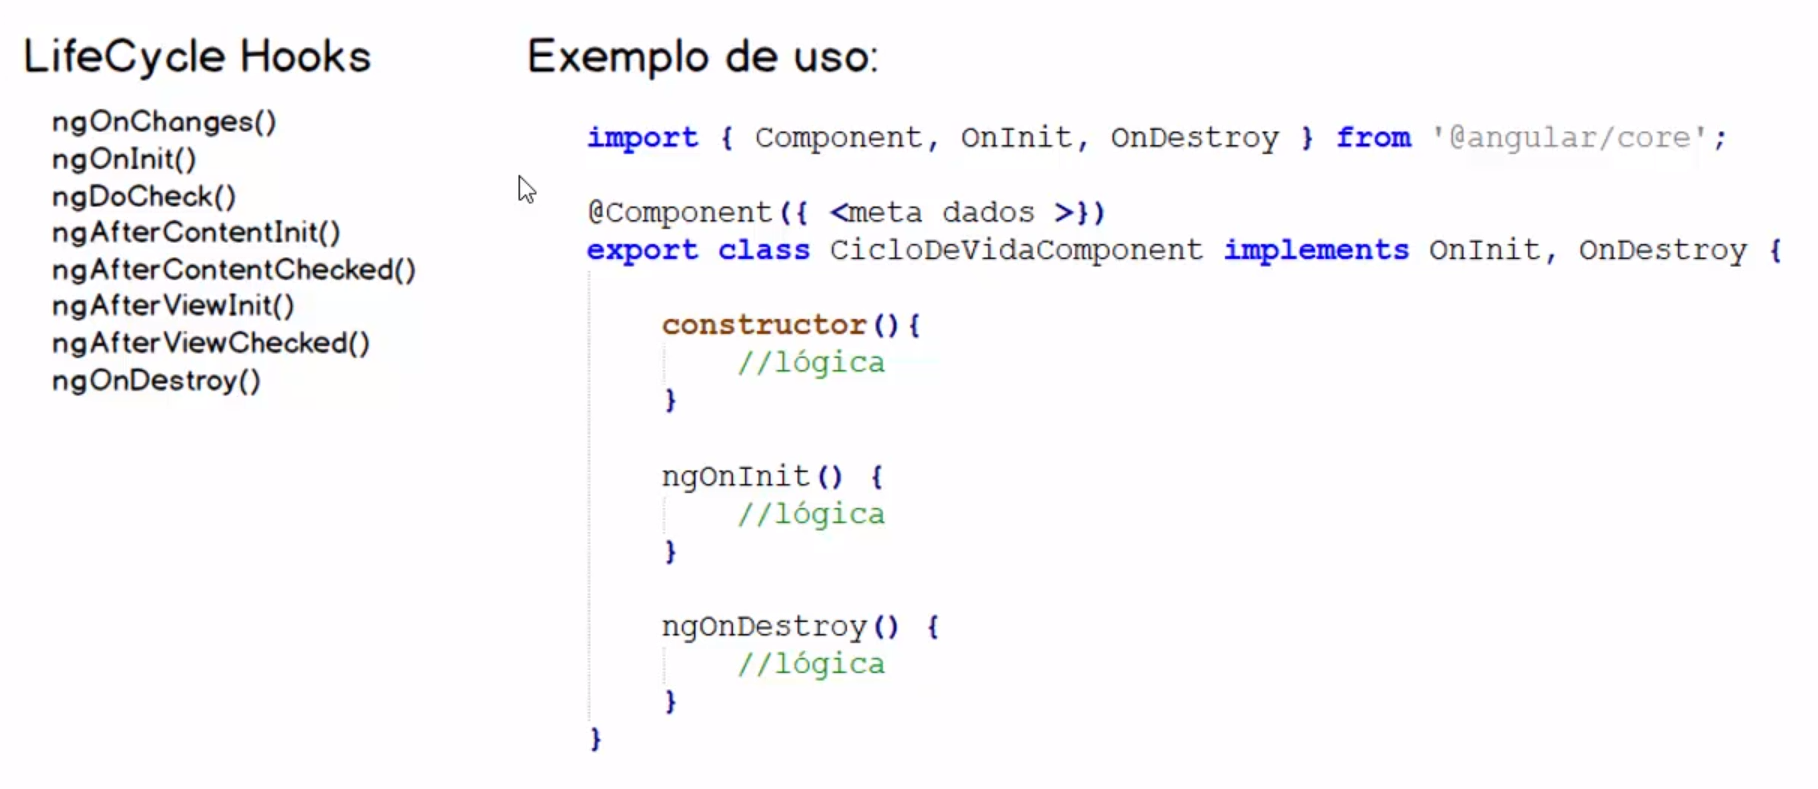 LifeCycle Hooks
ngOnChanges()
ngOnInit()
ngDoCheck()
ngAfterContentInit()
ngAfterContentChecked()
ngAfterViewInit()
ngAfterViewChecked()
ngOnDestroy()
Exemplo de uso:
import { Component, OnInit, OnDestroy } from '@angular/core';
@Component({ <meta dados >})
export class CicloDeVidaComponent implements OnInit, OnDestroy {
constructor(){
//lógica
}
ngOnInit() {
//lógica
}
ngOnDestroy() {
//lógica
}
}